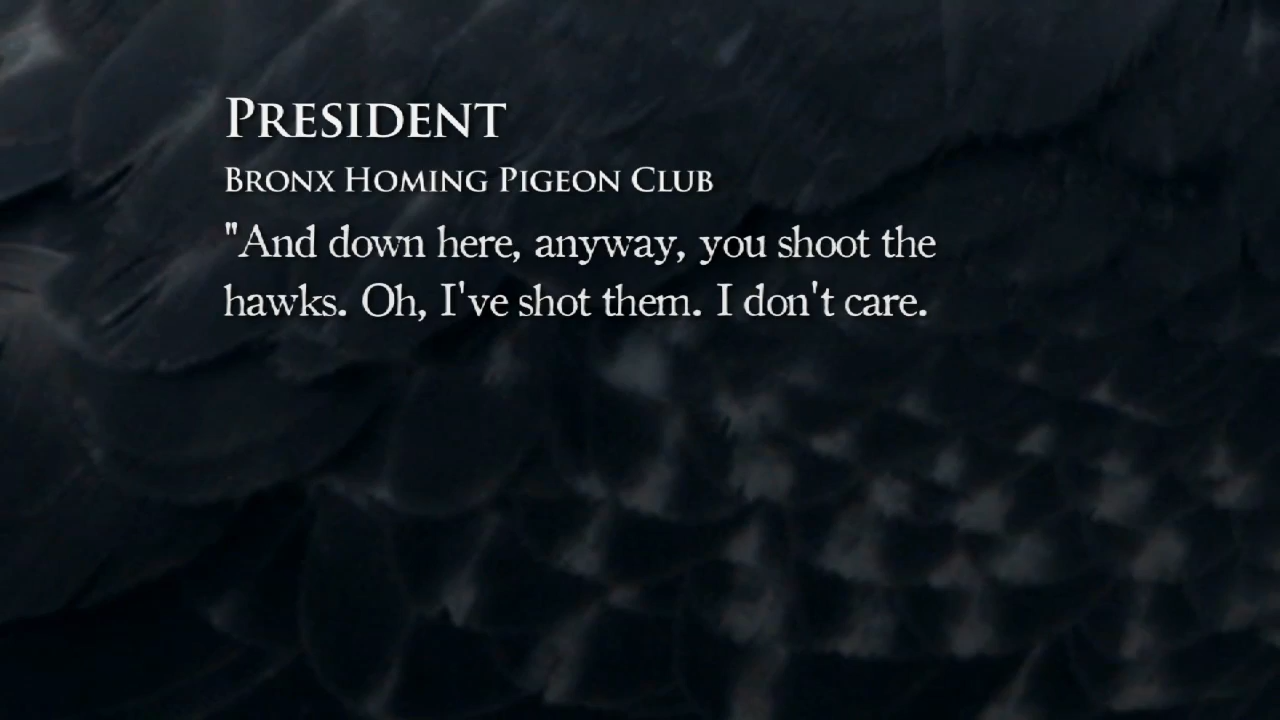 PRESIDENT
BRONX HOMING PIGEON CLUB
"And down here, anyway, you shoot the
hawks. Oh, I've shot them. I don't care.